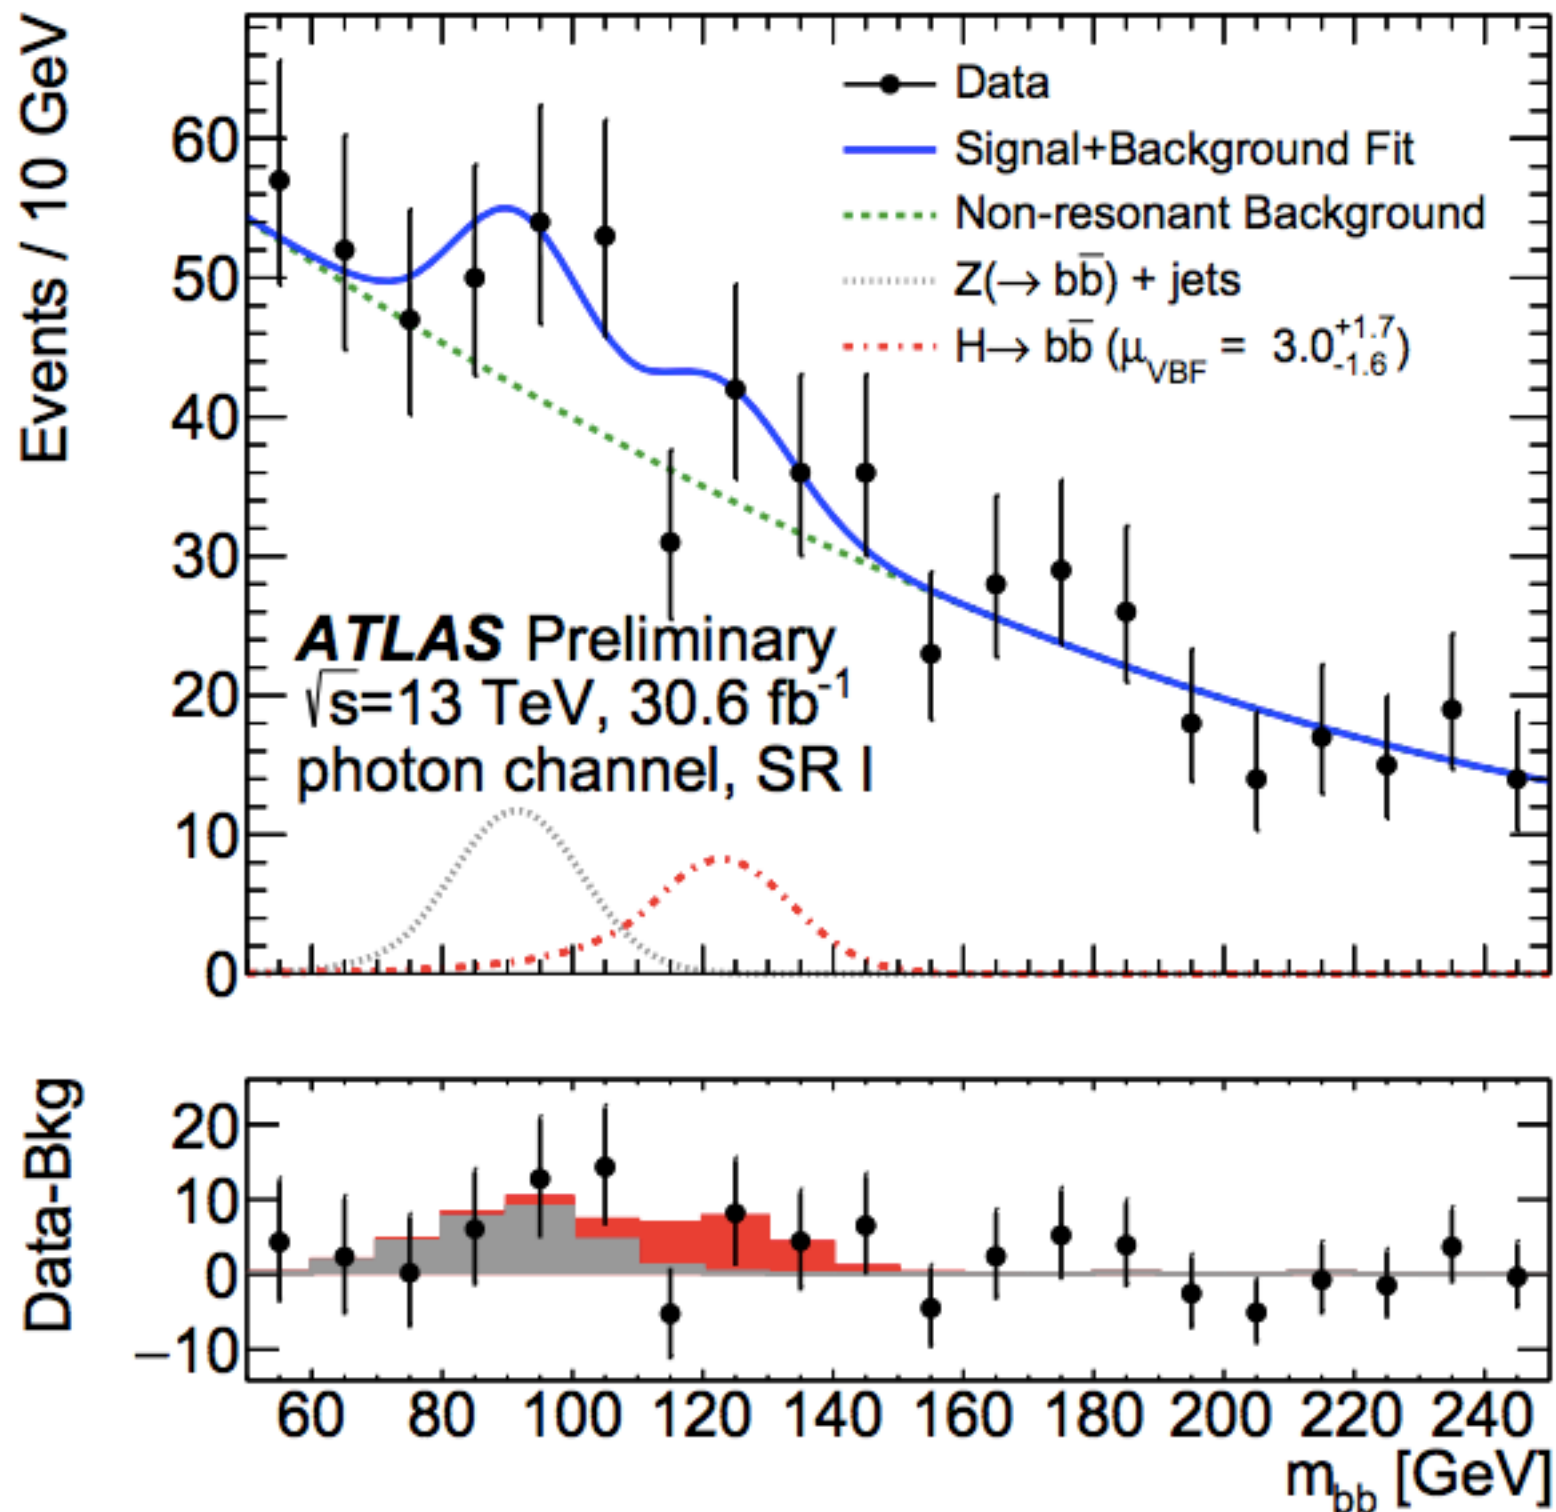 Events / 10 GeV
60
50
40
30
20
10
0
Data
Signal+Background Fit
Non-resonant Background
Z(→ bb̄) + jets
H→ bb̄ (μ_VBF = 3.0 +1.7 -1.6)
ATLAS Preliminary
√s=13 TeV, 30.6 fb⁻¹
photon channel, SR I
Data-Bkg
20
10
0
−10
60 80 100 120 140 160 180 200 220 240
m_bb [GeV]